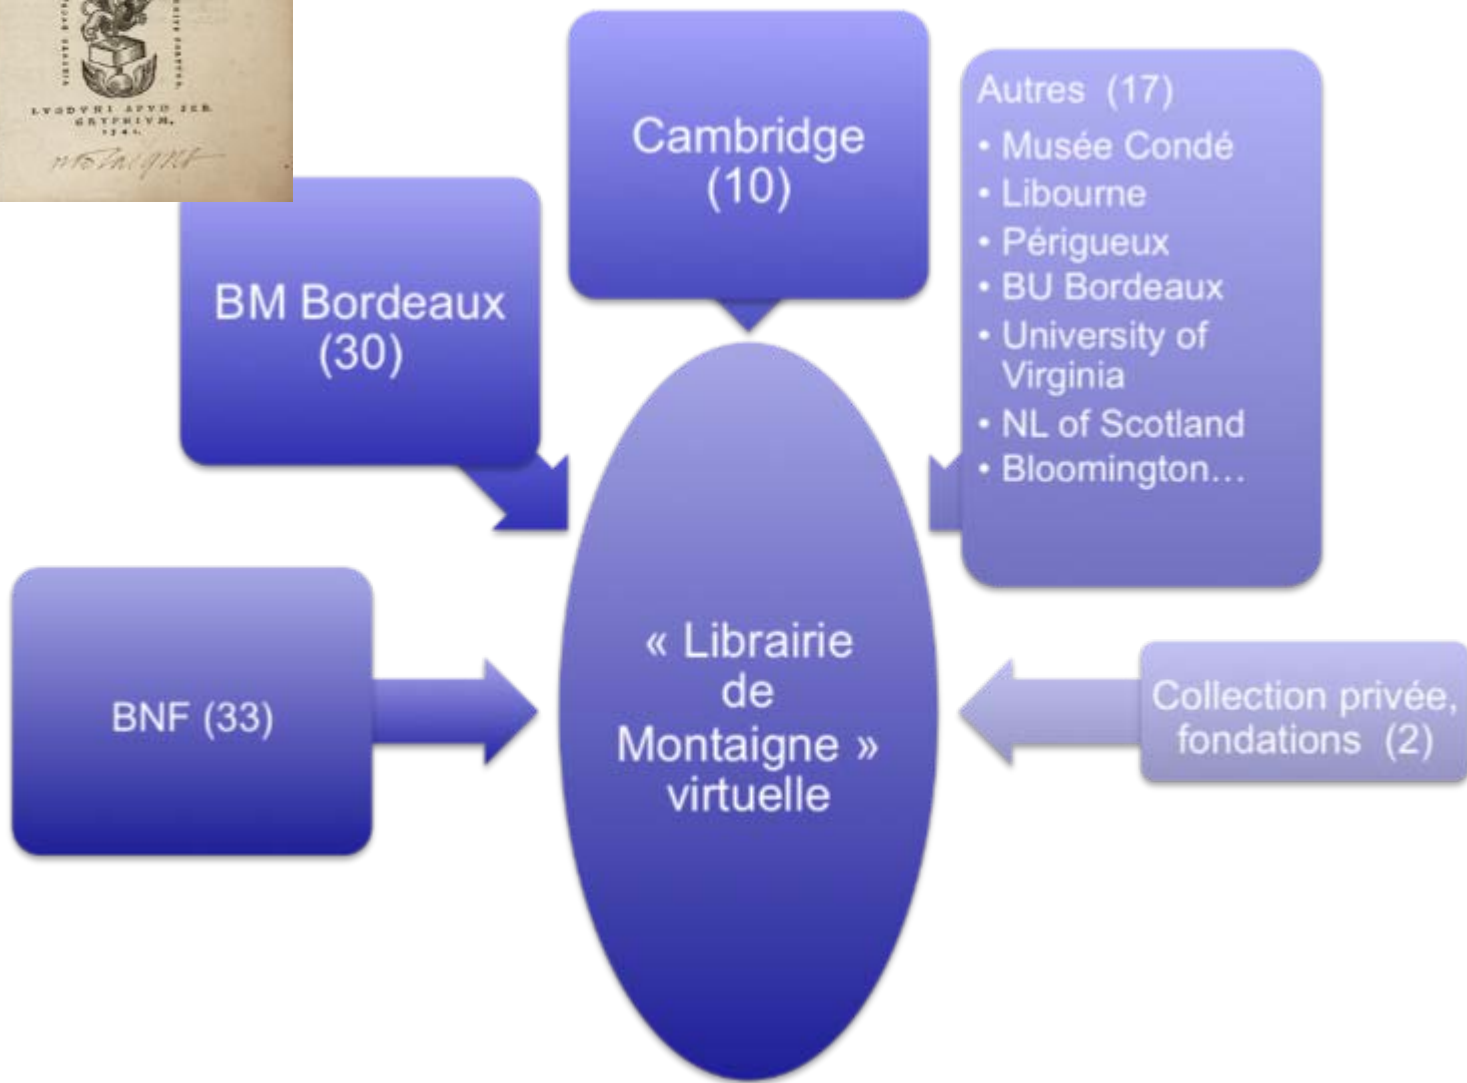 LVGDVNI APVD SEB.
GRYPHIVM,
1541.
Cambridge
(10)
Autres (17)
• Musée Condé
• Libourne
• Périgueux
• BU Bordeaux
• University of
Virginia
• NL of Scotland
• Bloomington…
BM Bordeaux
(30)
« Librairie
de
Montaigne »
virtuelle
BNF (33)
Collection privée,
fondations (2)